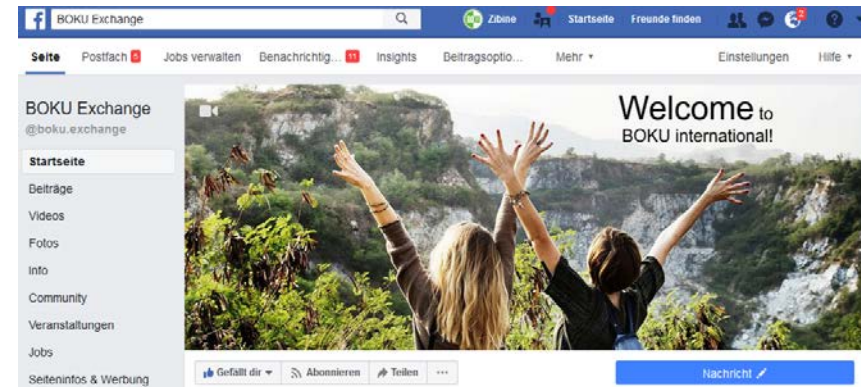 f BOKU Exchange Zibine Startseite Freunde finden 2
Seite Postfach 5 Jobs verwalten Benachrichtig... 11 Insights Beitragsoptio... Mehr Einstellungen Hilfe
BOKU Exchange
@boku.exchange
Startseite
Beiträge
Videos
Fotos
Info
Community
Veranstaltungen
Jobs
Seiteninfos & Werbung
Welcome to
BOKU international!
Gefällt dir Abonnieren Teilen ...
Nachricht